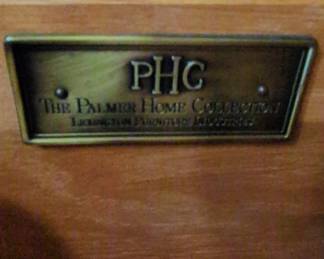 PHC
THE PALMER HOME COLLECTION
LEXINGTON FURNITURE INDUSTRIES